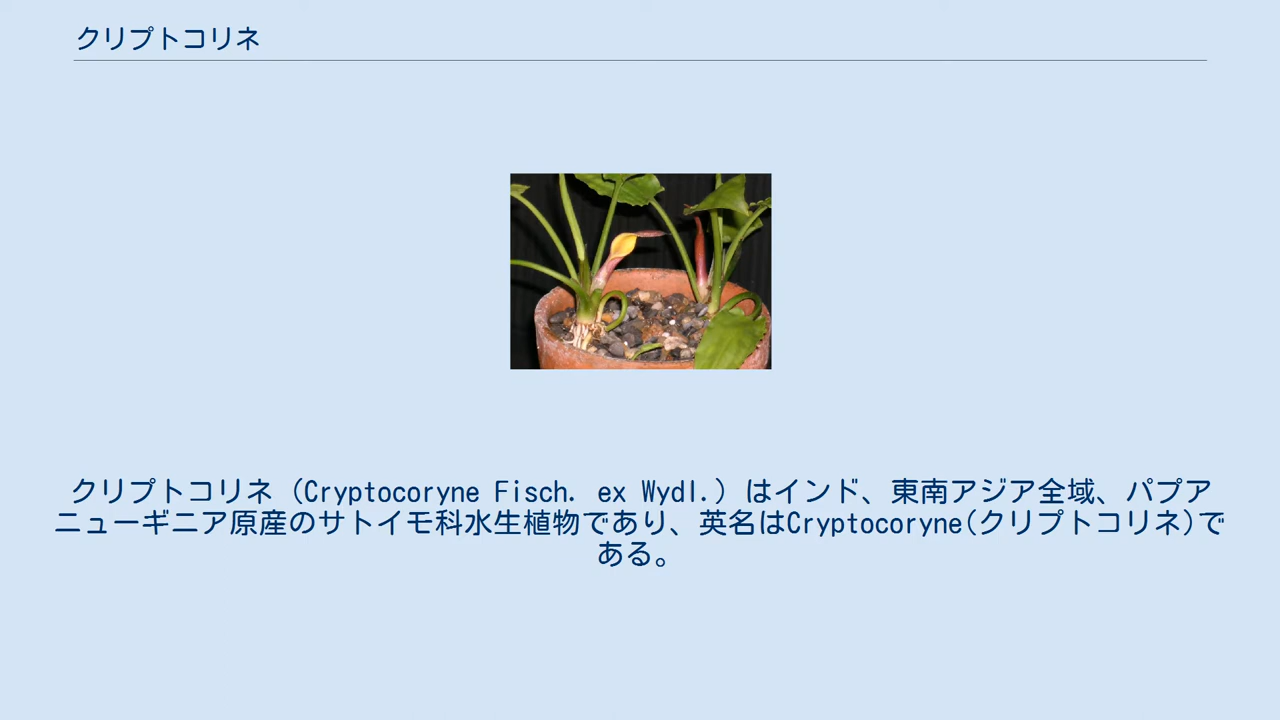 クリプトコリネ
クリプトコリネ（Cryptocoryne Fisch. ex Wydl.）はインド、東南アジア全域、パプア
ニューギニア原産のサトイモ科水生植物であり、英名はCryptocoryne(クリプトコリネ)で
ある。